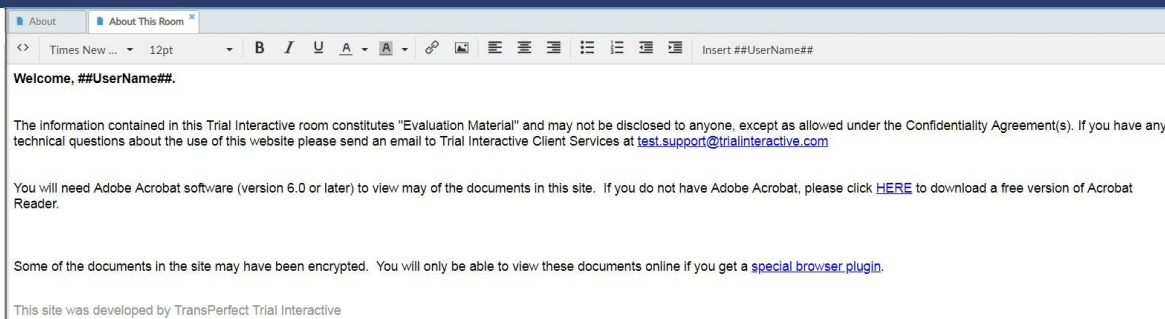 About
About This Room
Times New ... 12pt B I U A A Insert ##UserName##
Welcome, ##UserName##.
The information contained in this Trial Interactive room constitutes "Evaluation Material" and may not be disclosed to anyone, except as allowed under the Confidentiality Agreement(s). If you have any
technical questions about the use of this website please send an email to Trial Interactive Client Services at test.support@trialinteractive.com
You will need Adobe Acrobat software (version 6.0 or later) to view may of the documents in this site. If you do not have Adobe Acrobat, please click HERE to download a free version of Acrobat
Reader.
Some of the documents in the site may have been encrypted. You will only be able to view these documents online if you get a special browser plugin.
This site was developed by TransPerfect Trial Interactive